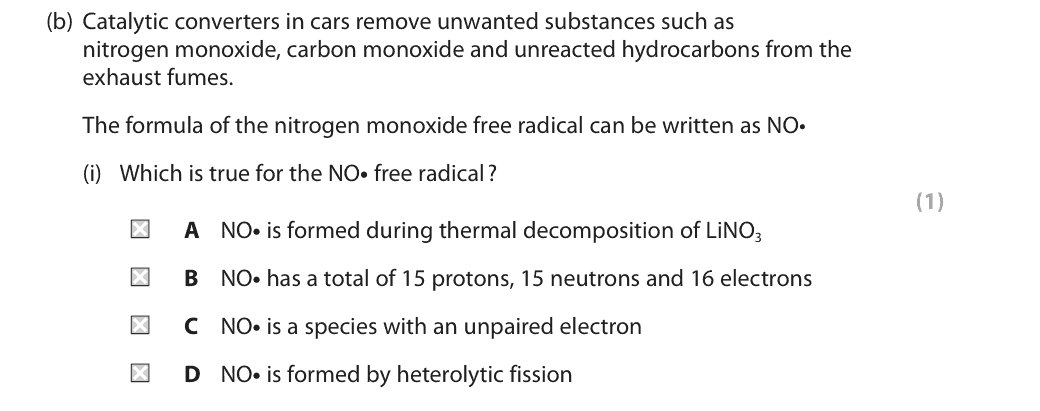 (b) Catalytic converters in cars remove unwanted substances such as
nitrogen monoxide, carbon monoxide and unreacted hydrocarbons from the
exhaust fumes.
The formula of the nitrogen monoxide free radical can be written as NO•
(i) Which is true for the NO• free radical?
(1)
A NO• is formed during thermal decomposition of LiNO₃
B NO• has a total of 15 protons, 15 neutrons and 16 electrons
C NO• is a species with an unpaired electron
D NO• is formed by heterolytic fission